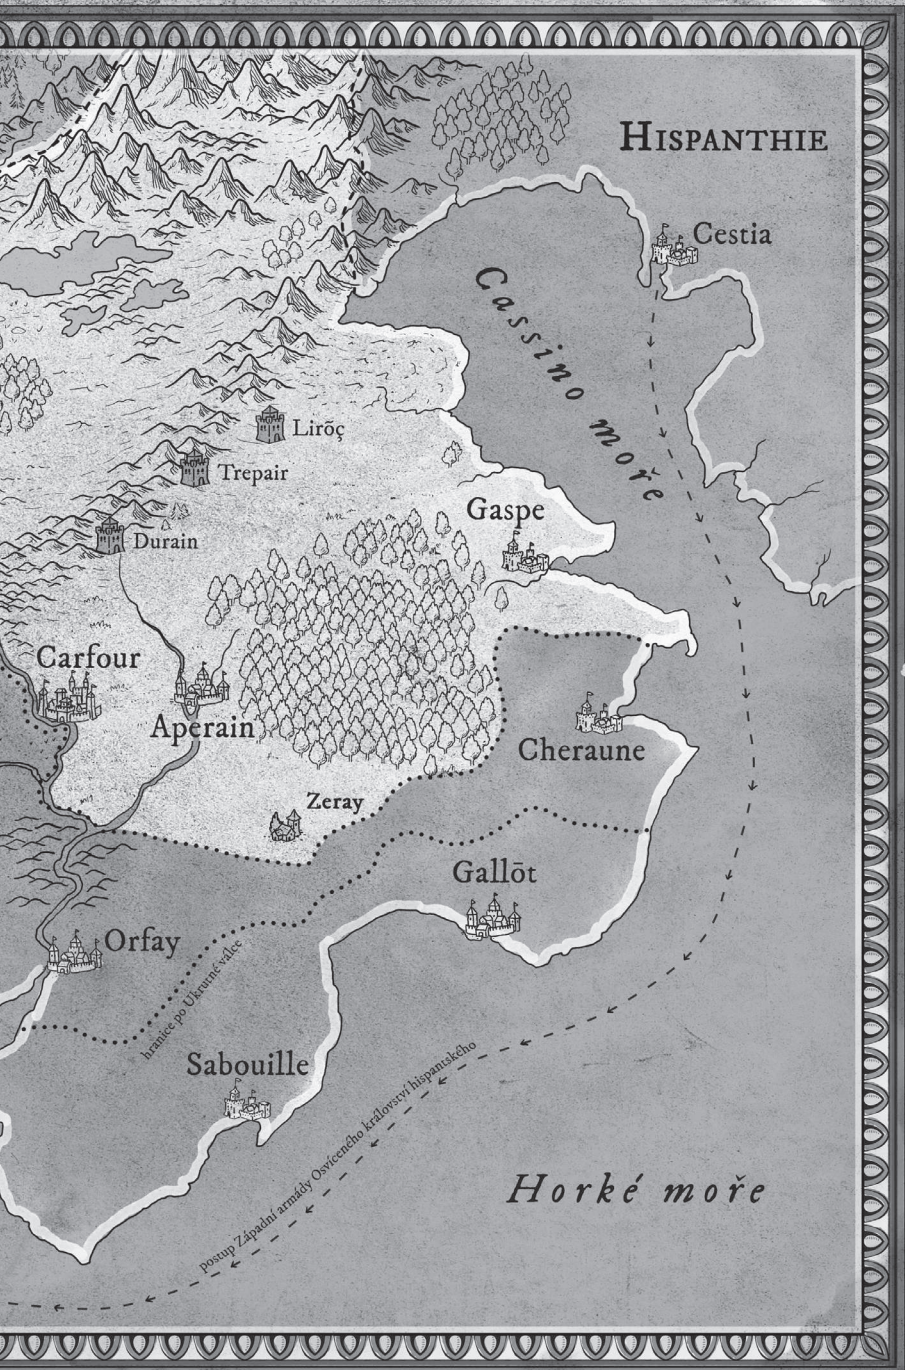 Hispanthie
Cestia
Cassino moře
Lirõç
Trepair
Gaspe
Durain
Carfour
Aperain
Cheraune
Zeray
Gallōt
Orfay
hranice po Ukrutné válce
Sabouille
postup Západní armády Osvíceného království hispantského
Horké moře